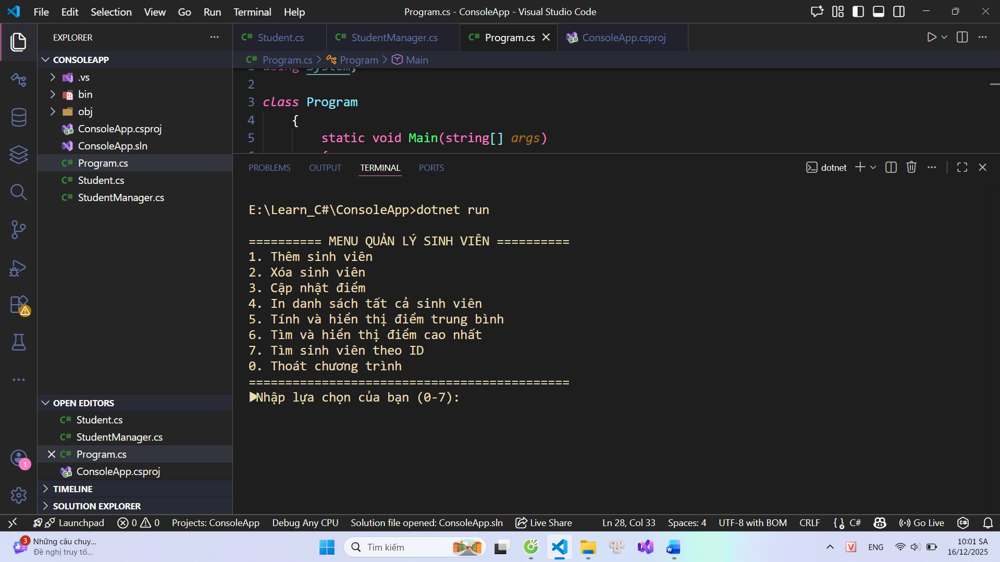 File Edit Selection View Go Run Terminal Help
Program.cs - ConsoleApp - Visual Studio Code
EXPLORER
CONSOLEAPP
.vs
bin
obj
C# ConsoleApp.csproj
ConsoleApp.sln
C# Program.cs
C# Student.cs
C# StudentManager.cs
OPEN EDITORS
C# Student.cs
C# StudentManager.cs
C# Program.cs
C# ConsoleApp.csproj
TIMELINE
SOLUTION EXPLORER
1
C# Student.cs
C# StudentManager.cs
C# Program.cs
ConsoleApp.csproj
C# Program.cs > Program > Main
1 using System;
2
3 class Program
4 {
5 static void Main(string[] args)
PROBLEMS OUTPUT TERMINAL PORTS
dotnet
E:\Learn_C#\ConsoleApp>dotnet run
========== MENU QUẢN LÝ SINH VIÊN ==========
1. Thêm sinh viên
2. Xóa sinh viên
3. Cập nhật điểm
4. In danh sách tất cả sinh viên
5. Tính và hiển thị điểm trung bình
6. Tìm và hiển thị điểm cao nhất
7. Tìm sinh viên theo ID
0. Thoát chương trình
============================================
►Nhập lựa chọn của bạn (0-7):
Launchpad 0 0 Projects: ConsoleApp Debug Any CPU Solution file opened: ConsoleApp.sln Live Share Ln 28, Col 33 Spaces: 4 UTF-8 with BOM CRLF C# Go Live
3
Những câu chuy...
Đề nghị truy tố...
Tìm kiếm
V
ENG
10:01 SA
16/12/2025